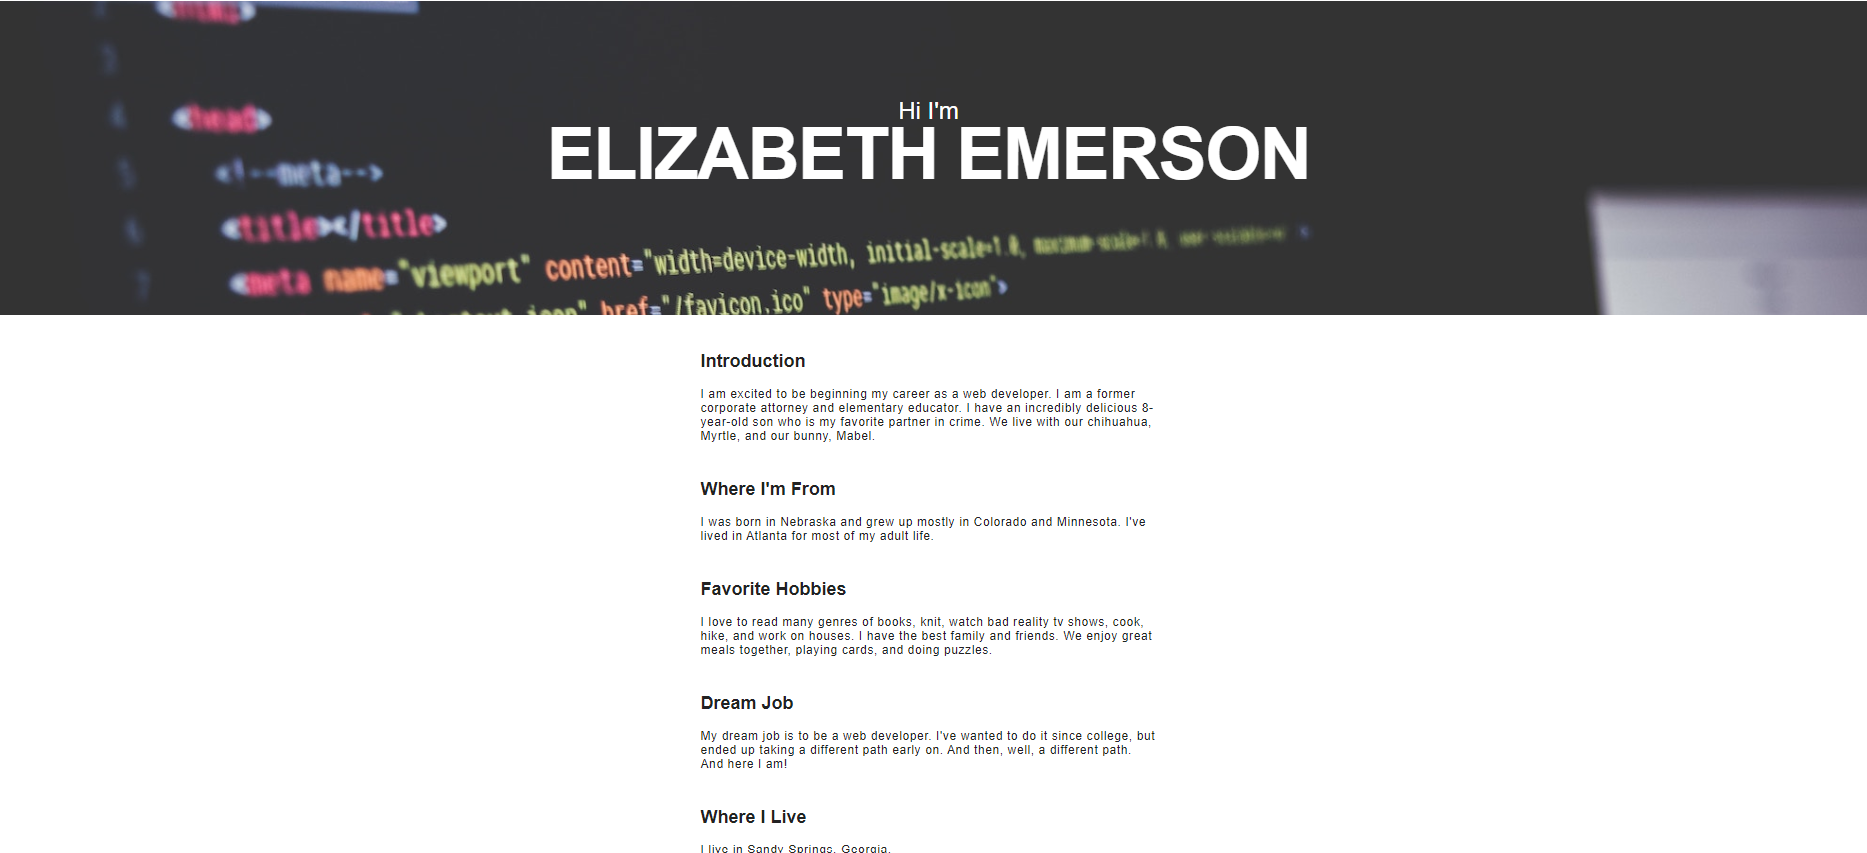 <head>
<!--meta-->
<title></title>
<meta name="viewport" content="width=device-width, initial-scale=1.0,
href="/favicon.ico" type="image/x-icon">
Hi I'm
ELIZABETH EMERSON
Introduction
I am excited to be beginning my career as a web developer. I am a former
corporate attorney and elementary educator. I have an incredibly delicious 8-
year-old son who is my favorite partner in crime. We live with our chihuahua,
Myrtle, and our bunny, Mabel.
Where I'm From
I was born in Nebraska and grew up mostly in Colorado and Minnesota. I've
lived in Atlanta for most of my adult life.
Favorite Hobbies
I love to read many genres of books, knit, watch bad reality tv shows, cook,
hike, and work on houses. I have the best family and friends. We enjoy great
meals together, playing cards, and doing puzzles.
Dream Job
My dream job is to be a web developer. I've wanted to do it since college, but
ended up taking a different path early on. And then, well, a different path.
And here I am!
Where I Live
I live in Sandy Springs, Georgia.